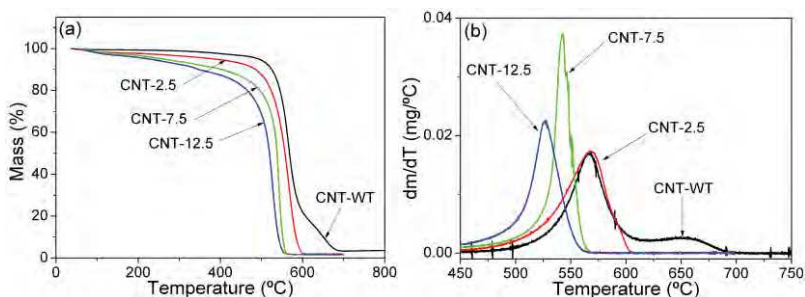 (a)
100
80
60
40
20
0
Mass (%)
CNT-2.5
CNT-7.5
CNT-12.5
CNT-WT
0 200 400 600 800
Temperature (ºC)
(b)
0.04
0.02
0.00
dm/dT (mg/ºC)
CNT-7.5
CNT-12.5
CNT-2.5
CNT-WT
450 500 550 600 650 700 750
Temperature (ºC)